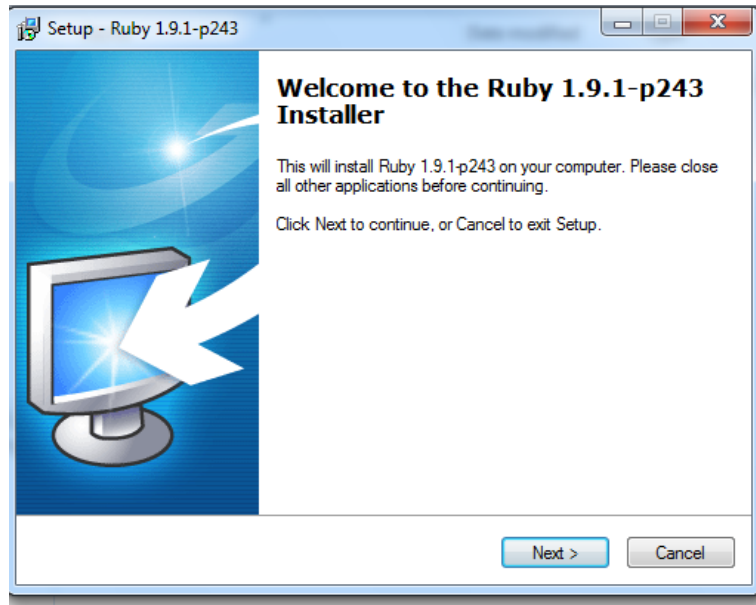 Setup - Ruby 1.9.1-p243
Welcome to the Ruby 1.9.1-p243
Installer
This will install Ruby 1.9.1-p243 on your computer. Please close
all other applications before continuing.
Click Next to continue, or Cancel to exit Setup.
Next >
Cancel